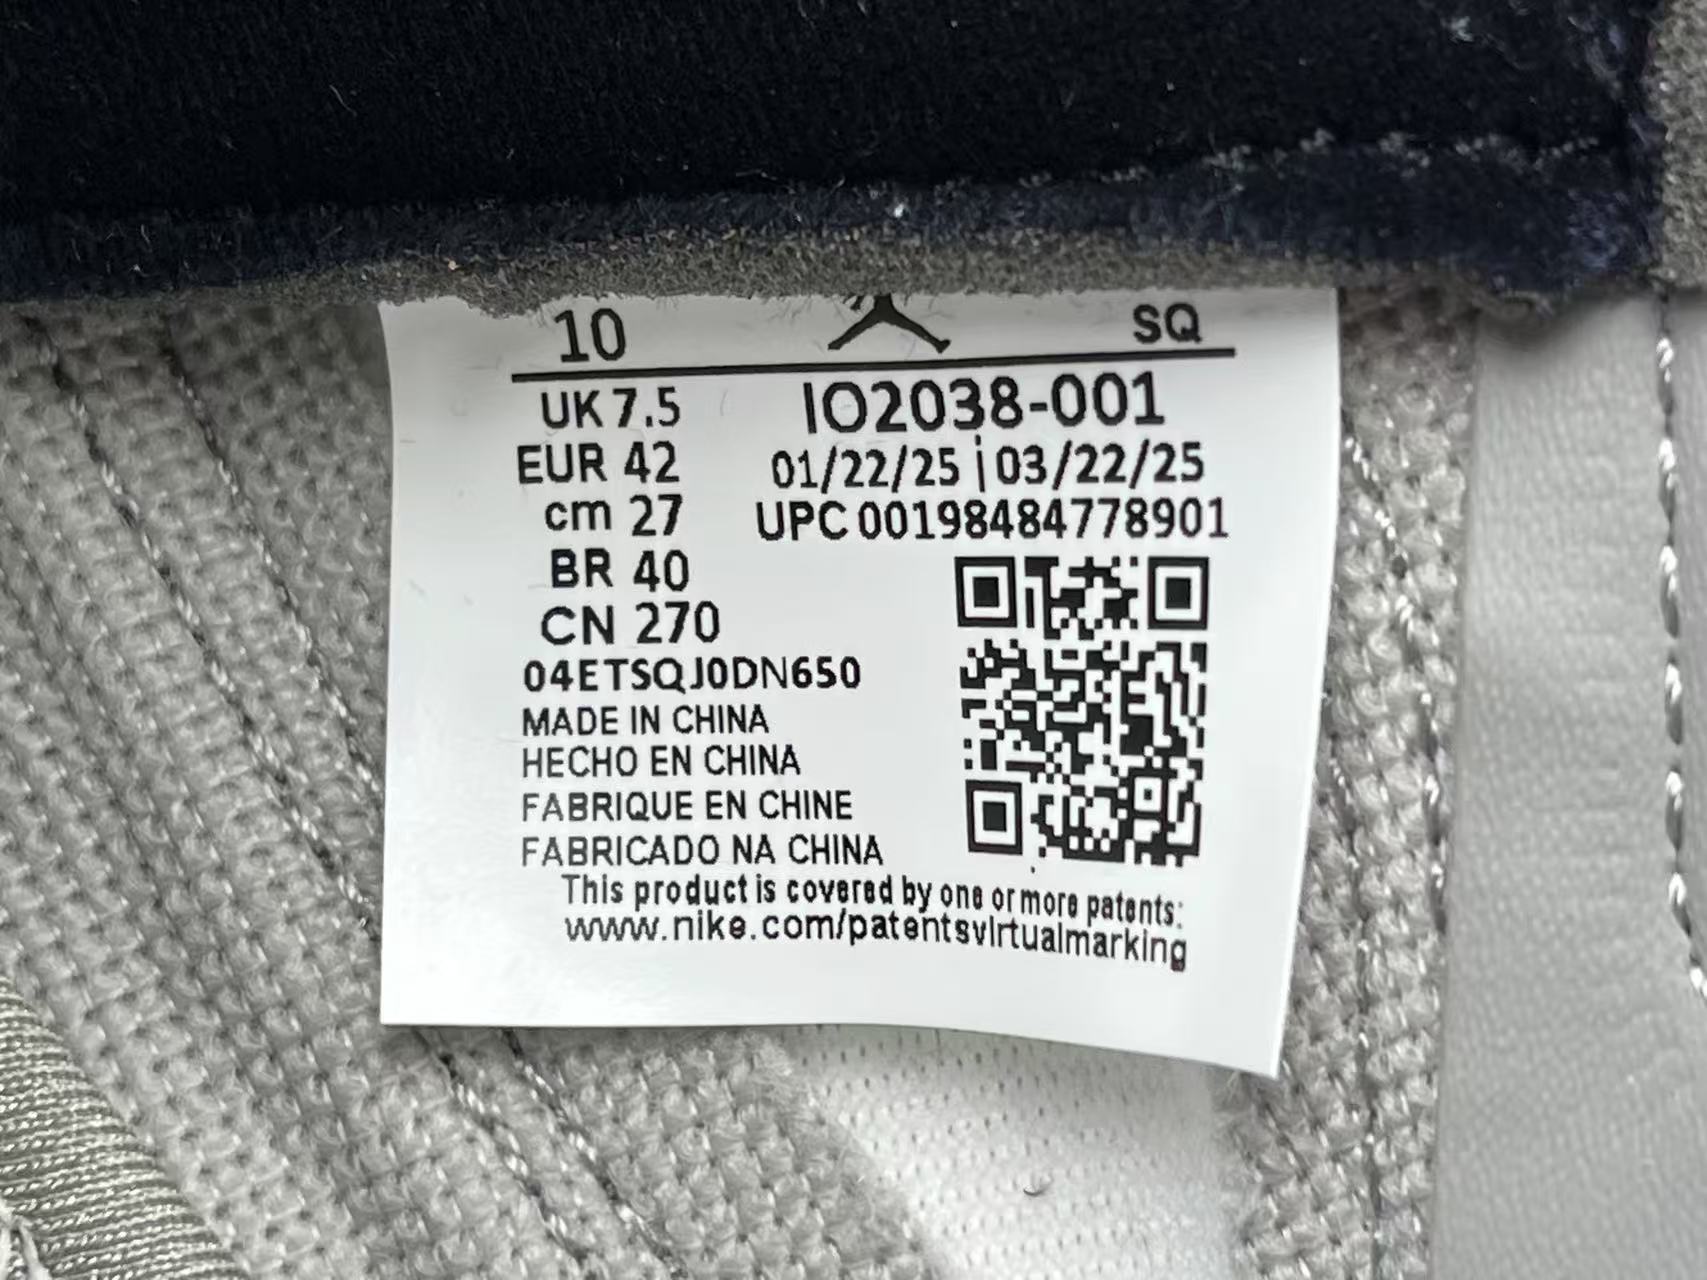 10 SQ
UK 7.5 IO2038-001
EUR 42 01/22/25 | 03/22/25
cm 27 UPC 00198484778901
BR 40
CN 270
04ETSQJ0DN650
MADE IN CHINA
HECHO EN CHINA
FABRIQUE EN CHINE
FABRICADO NA CHINA
This product is covered by one or more patents:
www.nike.com/patentsvirtualmarking